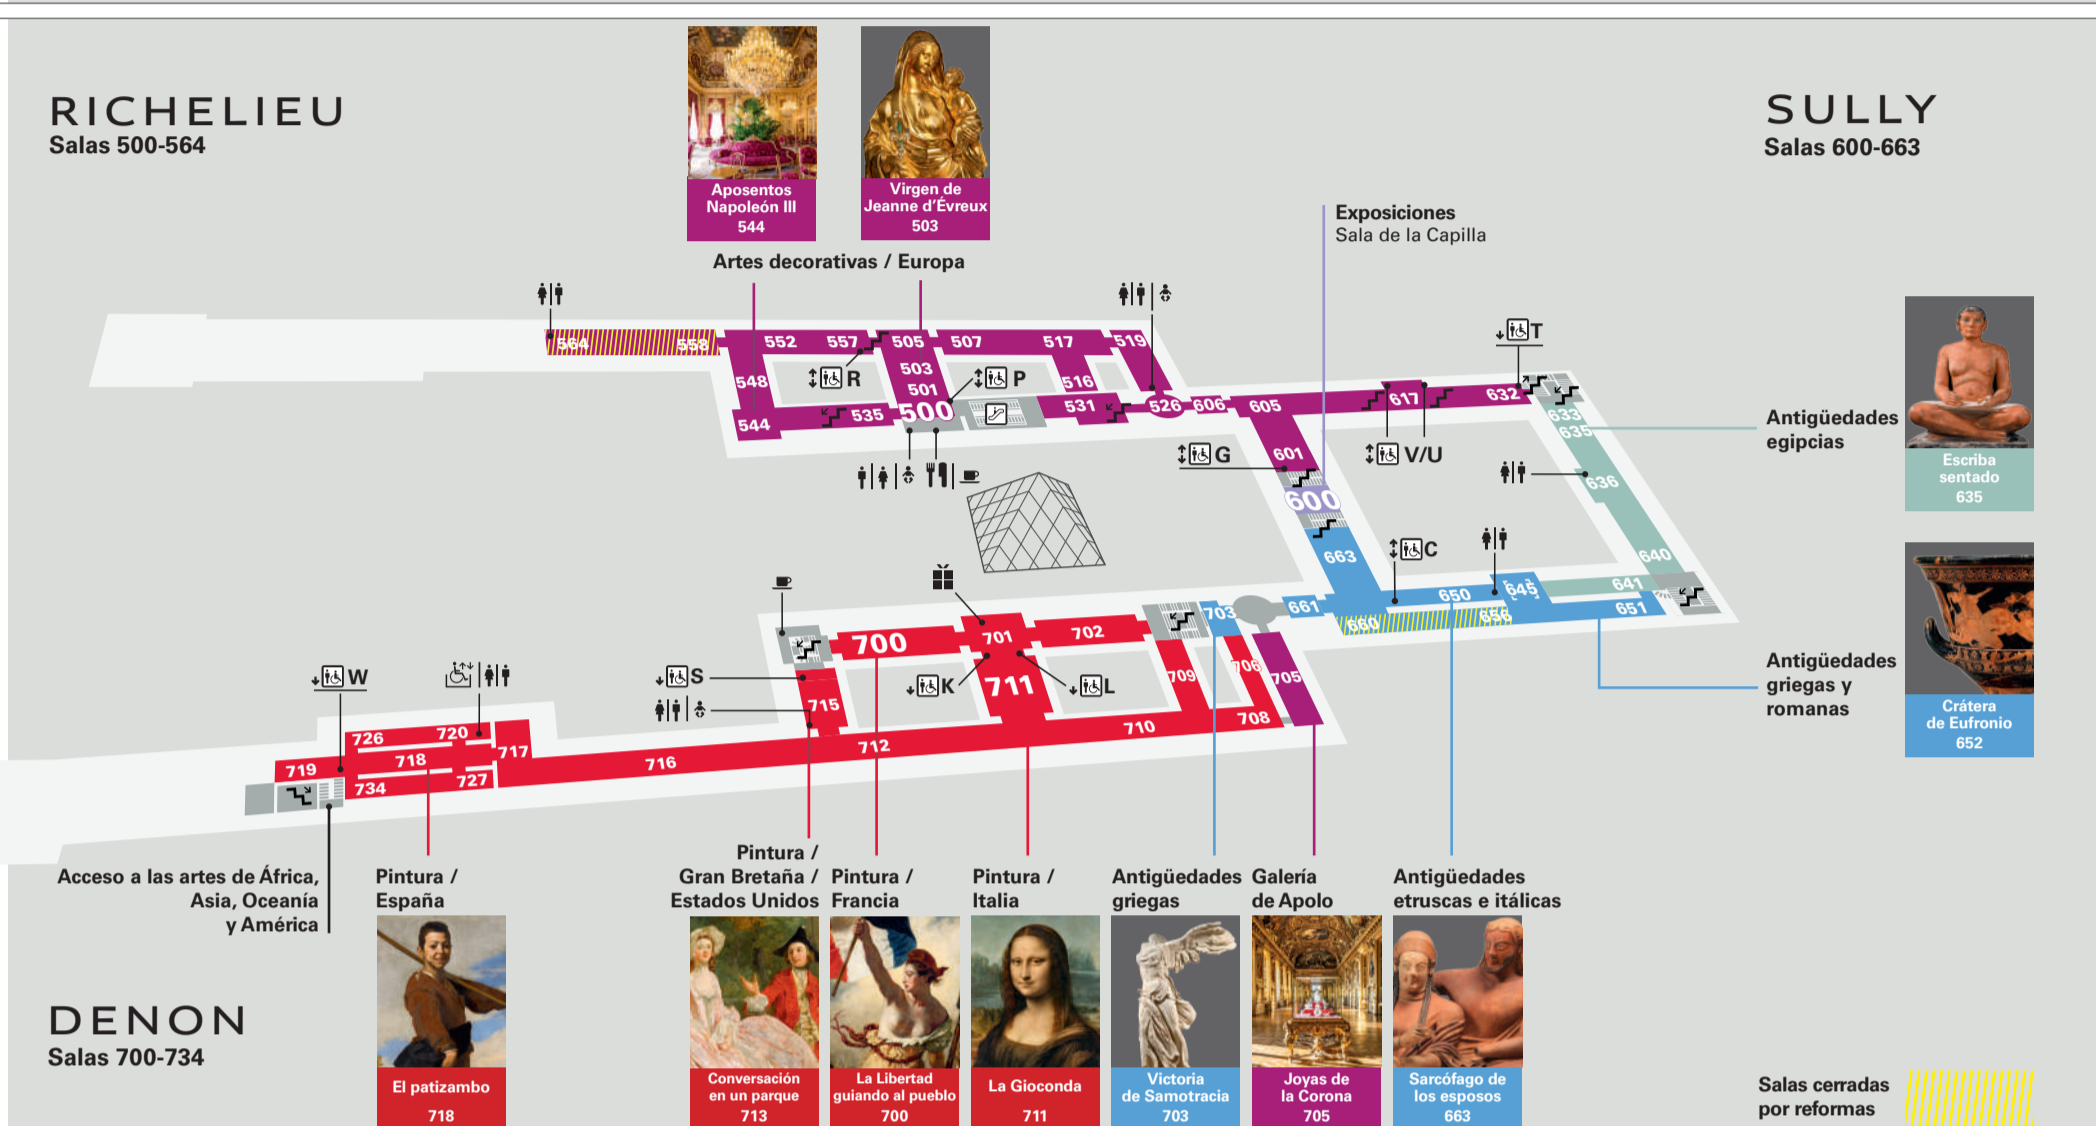 RICHELIEU
Salas 500-564
SULLY
Salas 600-663
Aposentos
Napoleón III
544
Virgen de
Jeanne d'Évreux
503
Artes decorativas / Europa
Exposiciones
Sala de la Capilla
Antigüedades
egipcias
Escriba
sentado
635
Antigüedades
griegas y
romanas
Crátera
de Eufronio
652
564
558
552
557
505
507
517
519
548
503
501
516
R
P
544
535
500
531
526
606
605
617
632
T
633
635
601
G
V/U
636
600
663
C
640
650
645
641
651
660
656
661
703
700
701
702
709
706
705
S
K
711
L
715
710
708
712
716
W
726
720
717
719
718
727
734
Acceso a las artes de África,
Asia, Oceanía
y América
Pintura /
España
Pintura /
Gran Bretaña /
Estados Unidos
Pintura /
Francia
Pintura /
Italia
Antigüedades
griegas
Galería
de Apolo
Antigüedades
etruscas e itálicas
DENON
Salas 700-734
El patizambo
718
Conversación
en un parque
713
La Libertad
guiando al pueblo
700
La Gioconda
711
Victoria
de Samotracia
703
Joyas de
la Corona
705
Sarcófago de
los esposos
663
Salas cerradas
por reformas